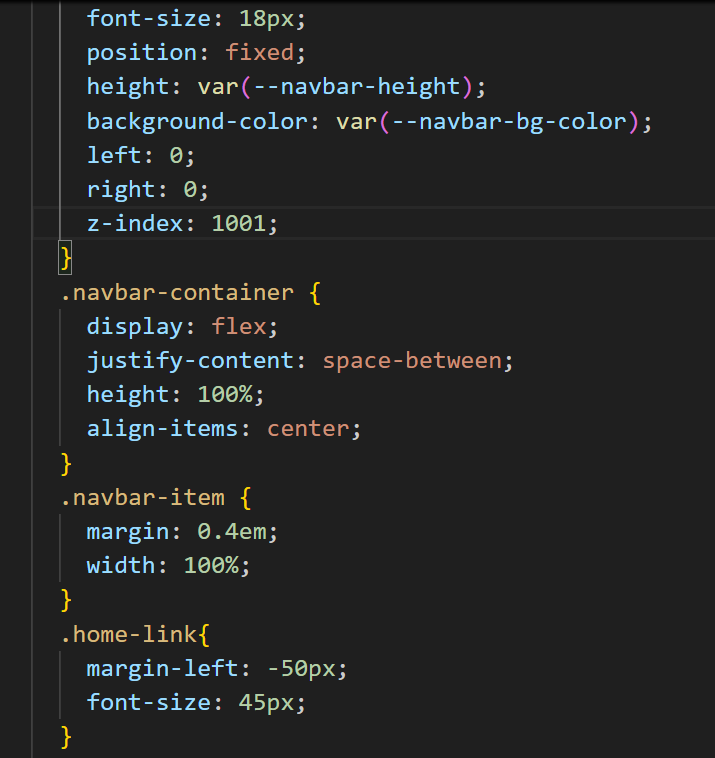 font-size: 18px;
position: fixed;
height: var(--navbar-height);
background-color: var(--navbar-bg-color);
left: 0;
right: 0;
z-index: 1001;
}
.navbar-container {
display: flex;
justify-content: space-between;
height: 100%;
align-items: center;
}
.navbar-item {
margin: 0.4em;
width: 100%;
}
.home-link{
margin-left: -50px;
font-size: 45px;
}